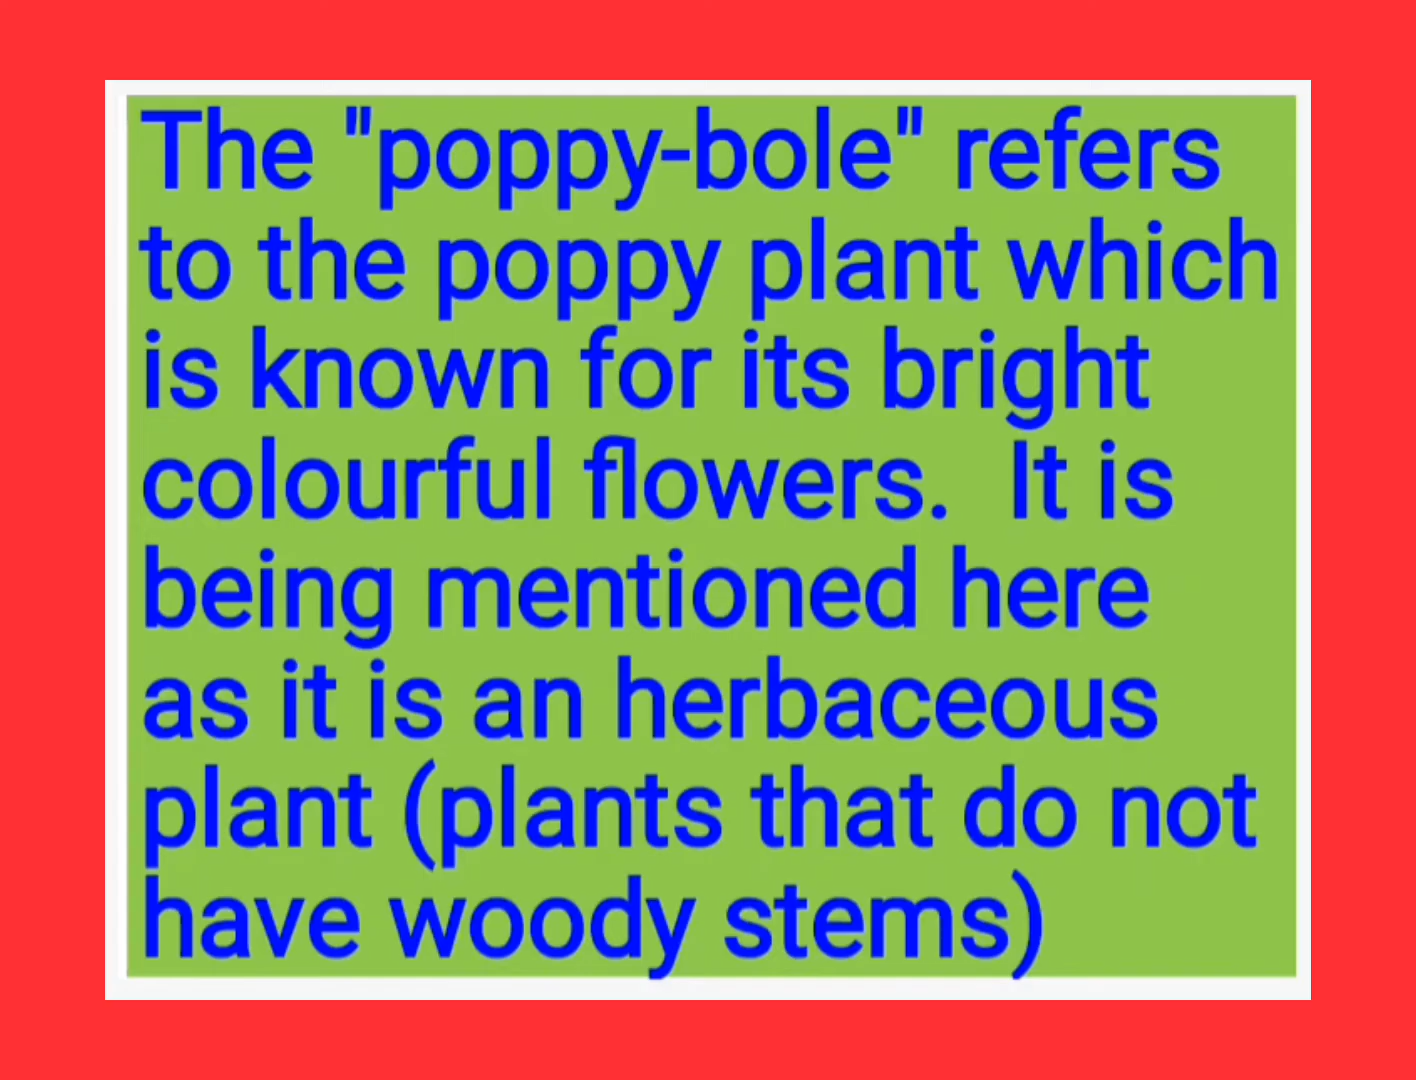 The "poppy-bole" refers
to the poppy plant which
is known for its bright
colourful flowers.  It is
being mentioned here
as it is an herbaceous
plant (plants that do not
have woody stems)